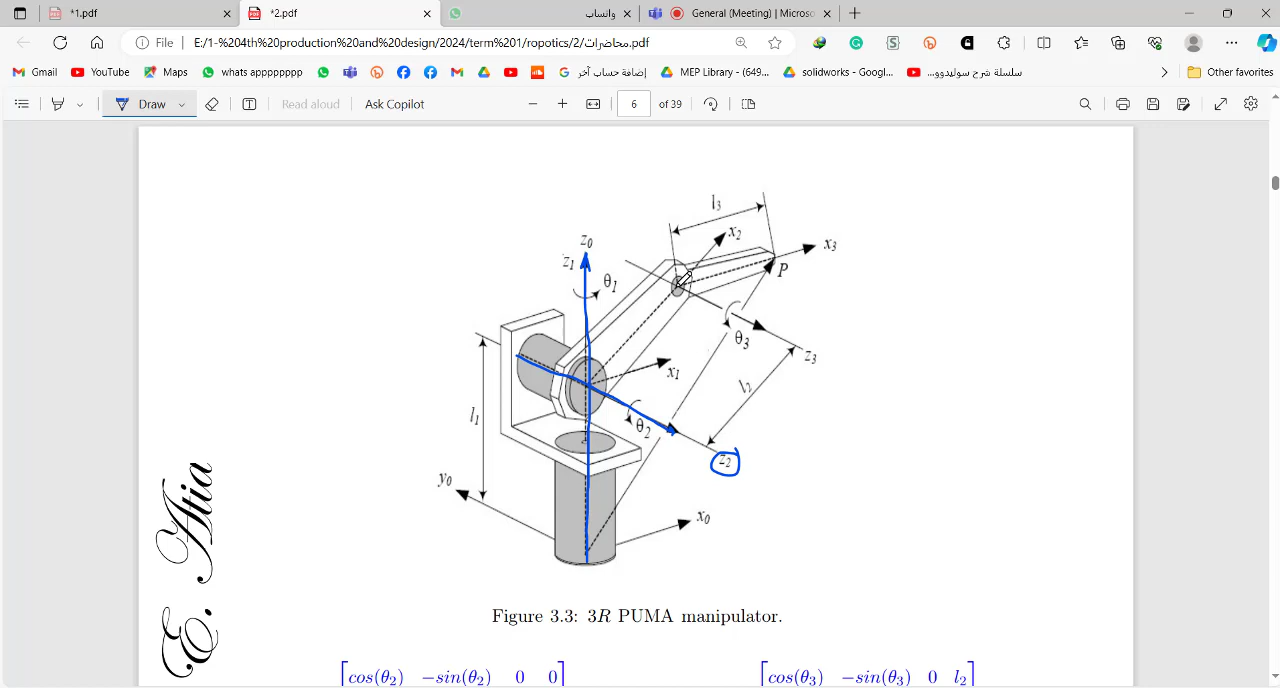 *1.pdf
*2.pdf
واتساب
General (Meeting) | Microsо
File
E:/1-%204th%20production%20and%20design/2024/term%201/ropotics/2/محاضرات.pdf
Gmail
YouTube
Maps
whats apppppppp
إضافة حساب آخر
MEP Library - (649...
solidworks - Googl...
سلسلة شرح سوليدوو...
Other favorites
Draw
Read aloud
Ask Copilot
6
of 39
l3
x2
x3
z0
z1
θ1
P
θ3
z3
x1
l2
l1
θ2
z2
y0
x0
E. Atia
Figure 3.3: 3R PUMA manipulator.
cos(θ2) −sin(θ2) 0 0
cos(θ3) −sin(θ3) 0 l2